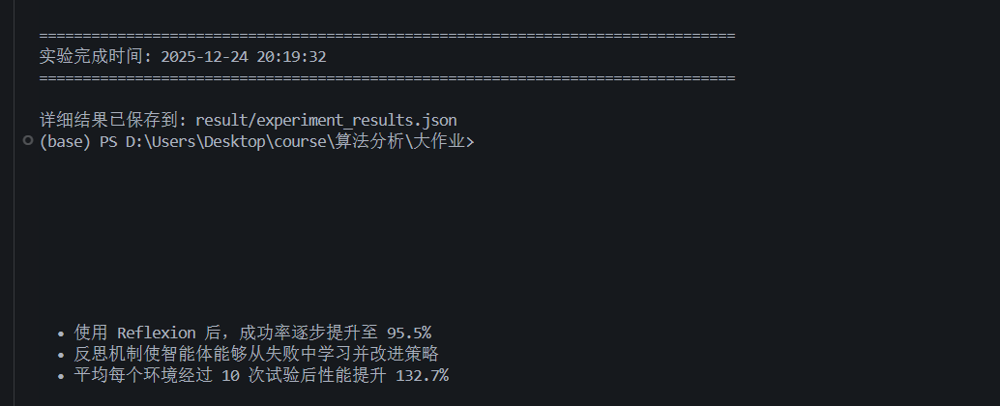 ================================================================================
实验完成时间: 2025-12-24 20:19:32
================================================================================
详细结果已保存到: result/experiment_results.json
(base) PS D:\Users\Desktop\course\算法分析\大作业>
• 使用 Reflexion 后，成功率逐步提升至 95.5%
• 反思机制使智能体能够从失败中学习并改进策略
• 平均每个环境经过 10 次试验后性能提升 132.7%